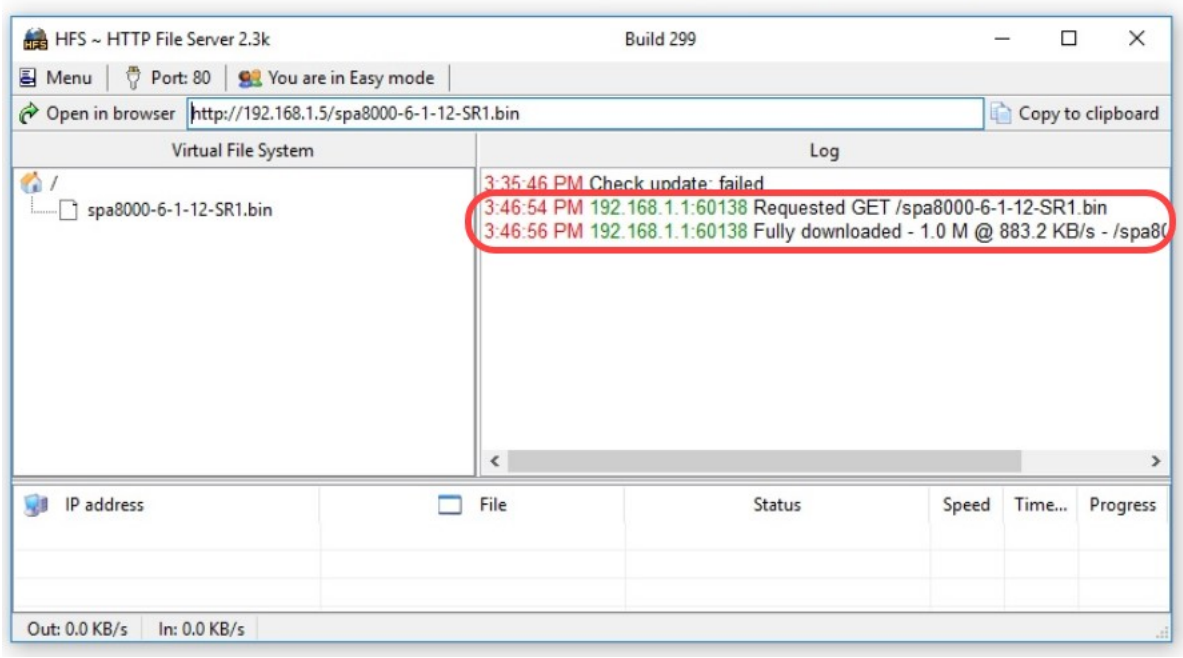 HFS ~ HTTP File Server 2.3k Build 299
Menu Port: 80 You are in Easy mode
Open in browser http://192.168.1.5/spa8000-6-1-12-SR1.bin Copy to clipboard
Virtual File System Log
/
spa8000-6-1-12-SR1.bin
3:35:46 PM Check update: failed
3:46:54 PM 192.168.1.1:60138 Requested GET /spa8000-6-1-12-SR1.bin
3:46:56 PM 192.168.1.1:60138 Fully downloaded - 1.0 M @ 883.2 KB/s - /spa80
IP address File Status Speed Time... Progress
Out: 0.0 KB/s In: 0.0 KB/s